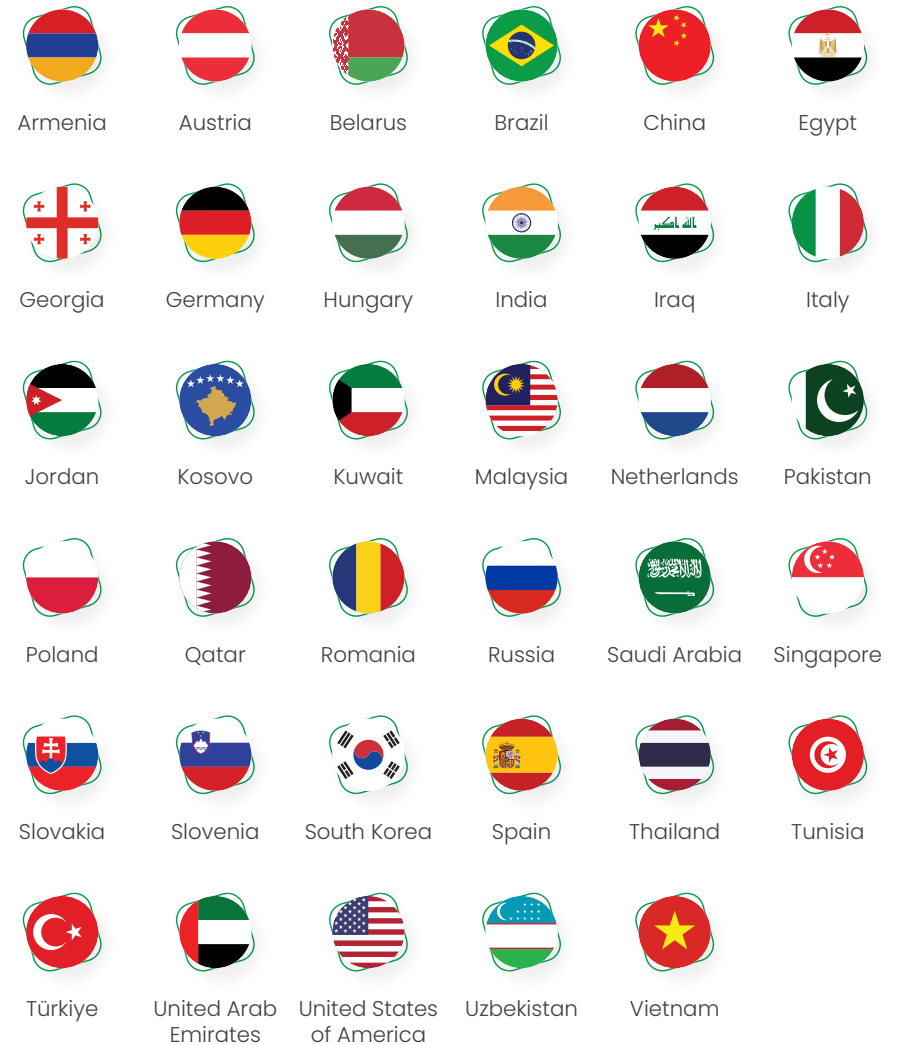 Armenia
Austria
Belarus
Brazil
China
Egypt
Georgia
Germany
Hungary
India
الله اكبر
Iraq
Italy
Jordan
Kosovo
Kuwait
Malaysia
Netherlands
Pakistan
Poland
Qatar
Romania
Russia
Saudi Arabia
Singapore
Slovakia
Slovenia
South Korea
Spain
Thailand
Tunisia
Türkiye
United Arab
Emirates
United States
of America
Uzbekistan
Vietnam